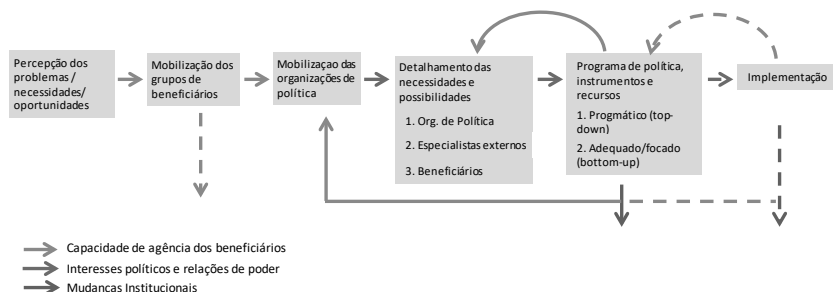 Percepção dos
problemas /
necessidades/
oportunidades
Mobilização dos
grupos de
beneficiários
Mobilizaçao das
organizações de
política
Detalhamento das
necessidades e
possibilidades
1. Org. de Política
2. Especialistas externos
3. Beneficiários
Programa de política,
instrumentos e
recursos
1. Progmático (top-
down)
2. Adequado/focado
(bottom-up)
Implementação
Capacidade de agência dos beneficiários
Interesses políticos e relações de poder
Mudanças Institucionais